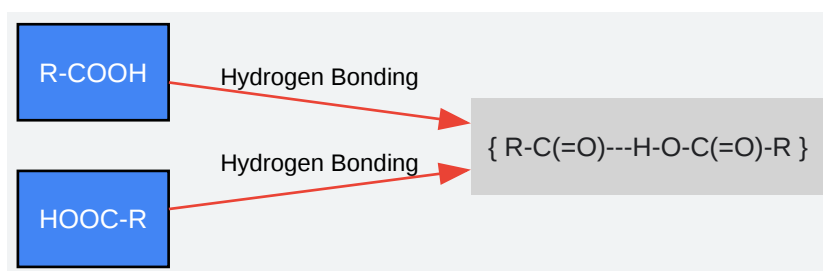 R-COOH
Hydrogen Bonding
{ R-C(=O)---H-O-C(=O)-R }
Hydrogen Bonding
HOOC-R